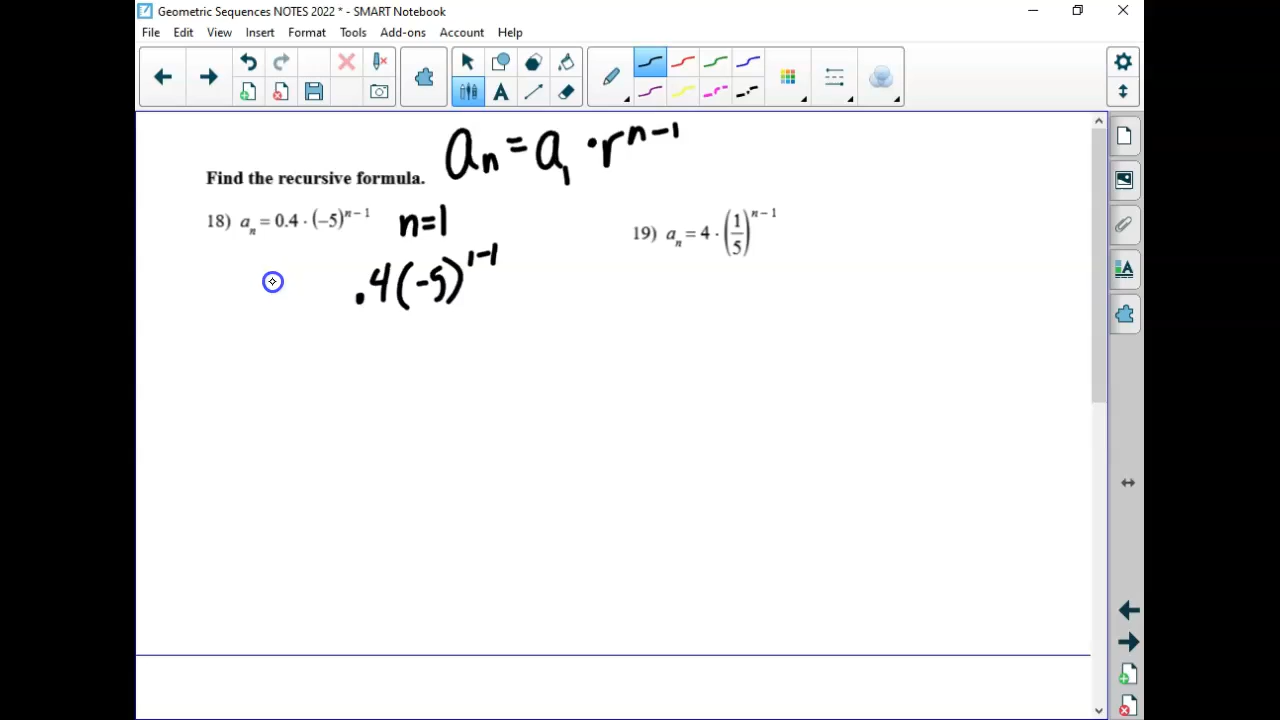 Geometric Sequences NOTES 2022 * - SMART Notebook
File Edit View Insert Format Tools Add-ons Account Help
aₙ = a₁ · rⁿ⁻¹
Find the recursive formula.
18) aₙ = 0.4 · (−5)ⁿ⁻¹
n=1
19) aₙ = 4 · (1/5)ⁿ⁻¹
.4(-5)¹⁻¹